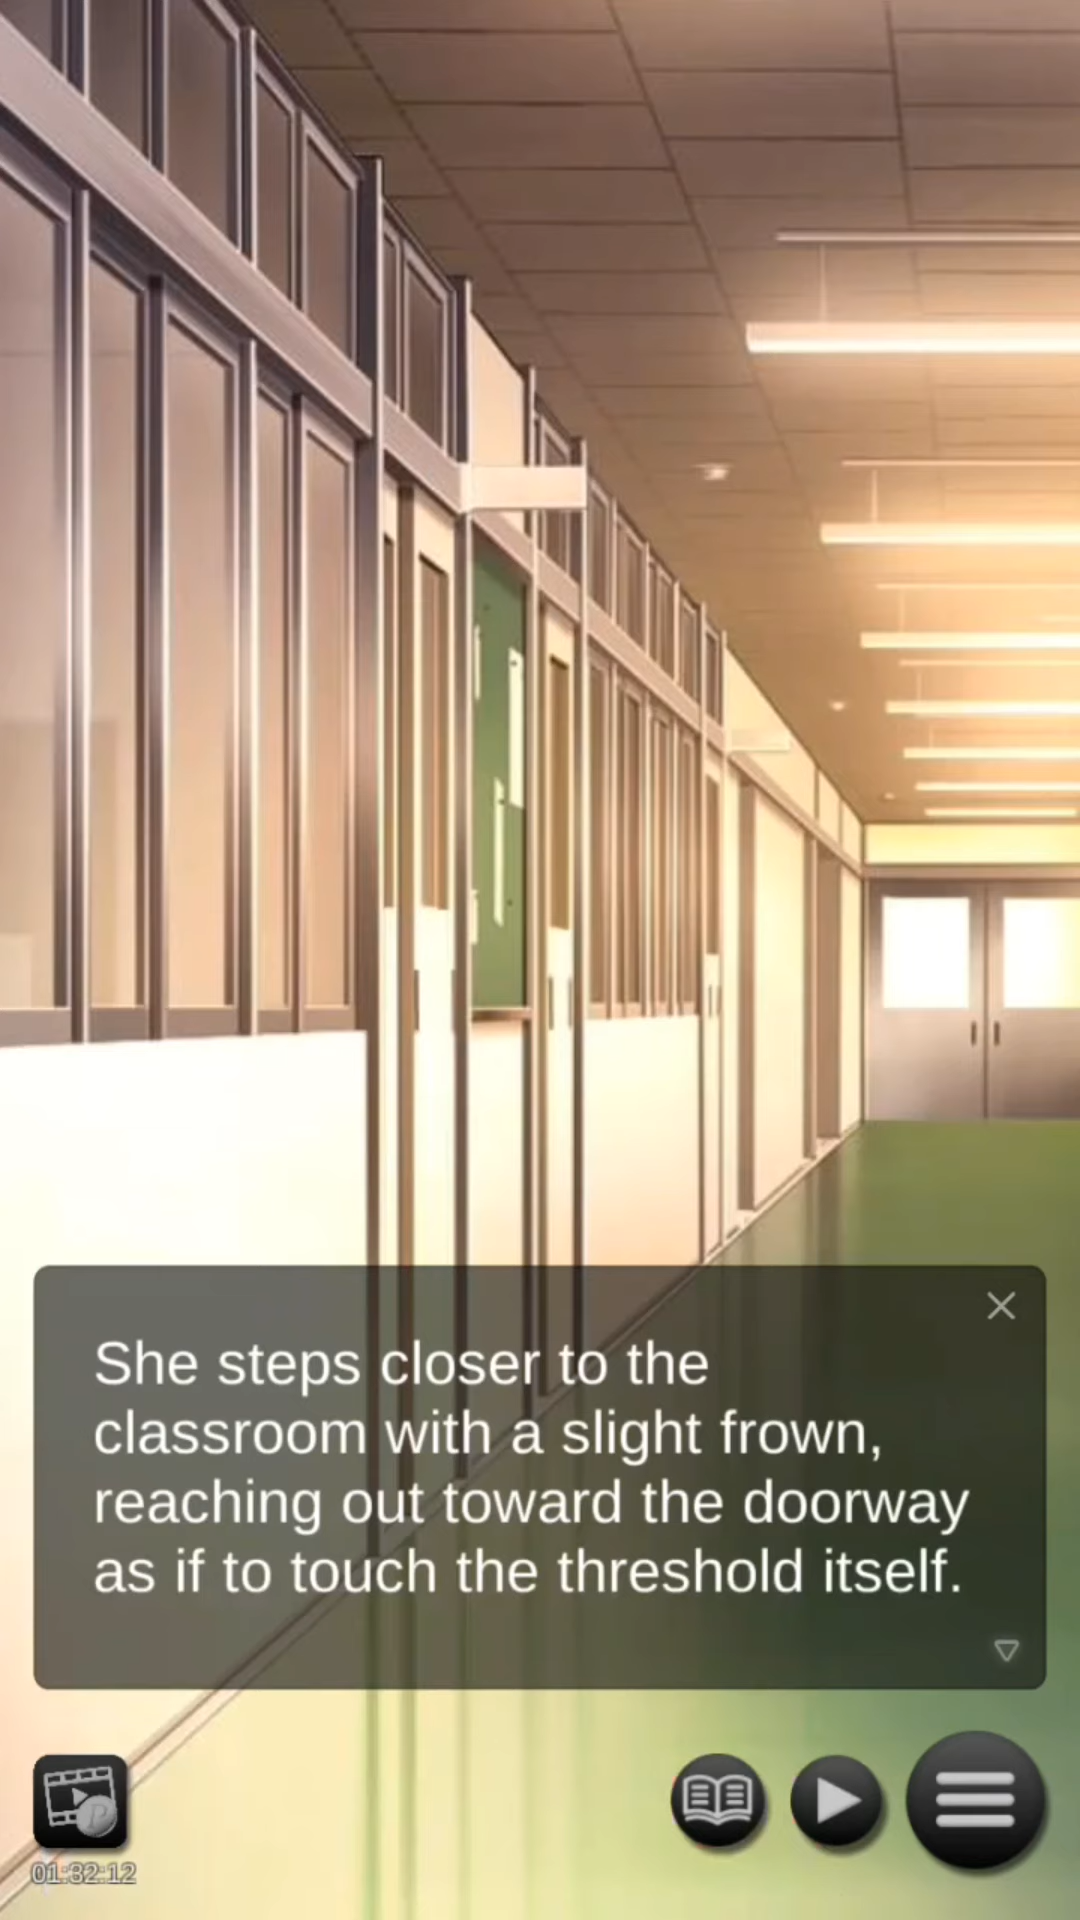 She steps closer to the
classroom with a slight frown,
reaching out toward the doorway
as if to touch the threshold itself.
P
01:32:12